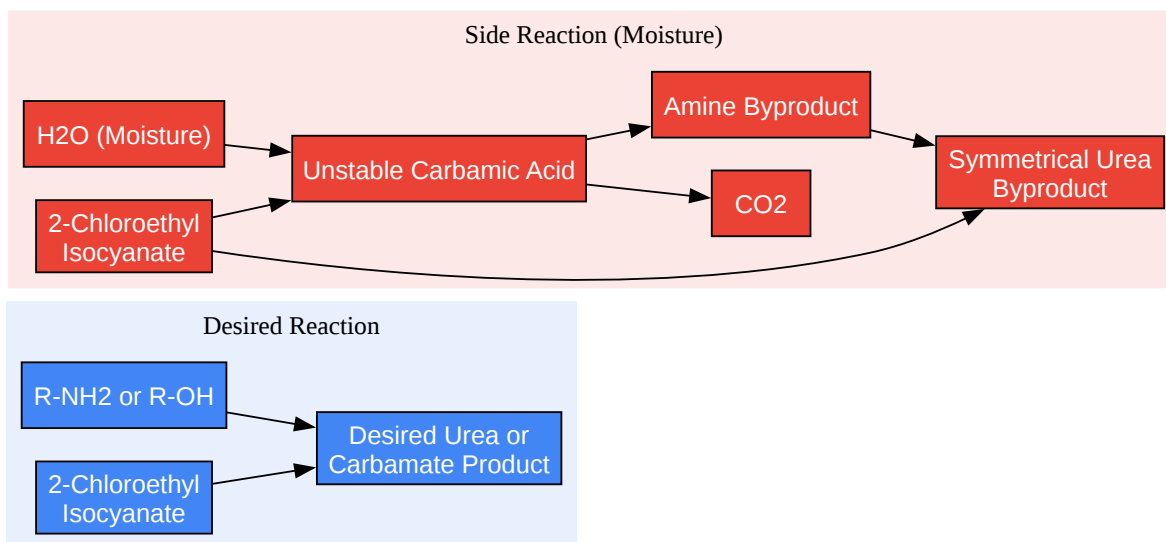 Side Reaction (Moisture)
H2O (Moisture)
2-Chloroethyl
Isocyanate
Unstable Carbamic Acid
Amine Byproduct
CO2
Symmetrical Urea
Byproduct
Desired Reaction
R-NH2 or R-OH
2-Chloroethyl
Isocyanate
Desired Urea or
Carbamate Product